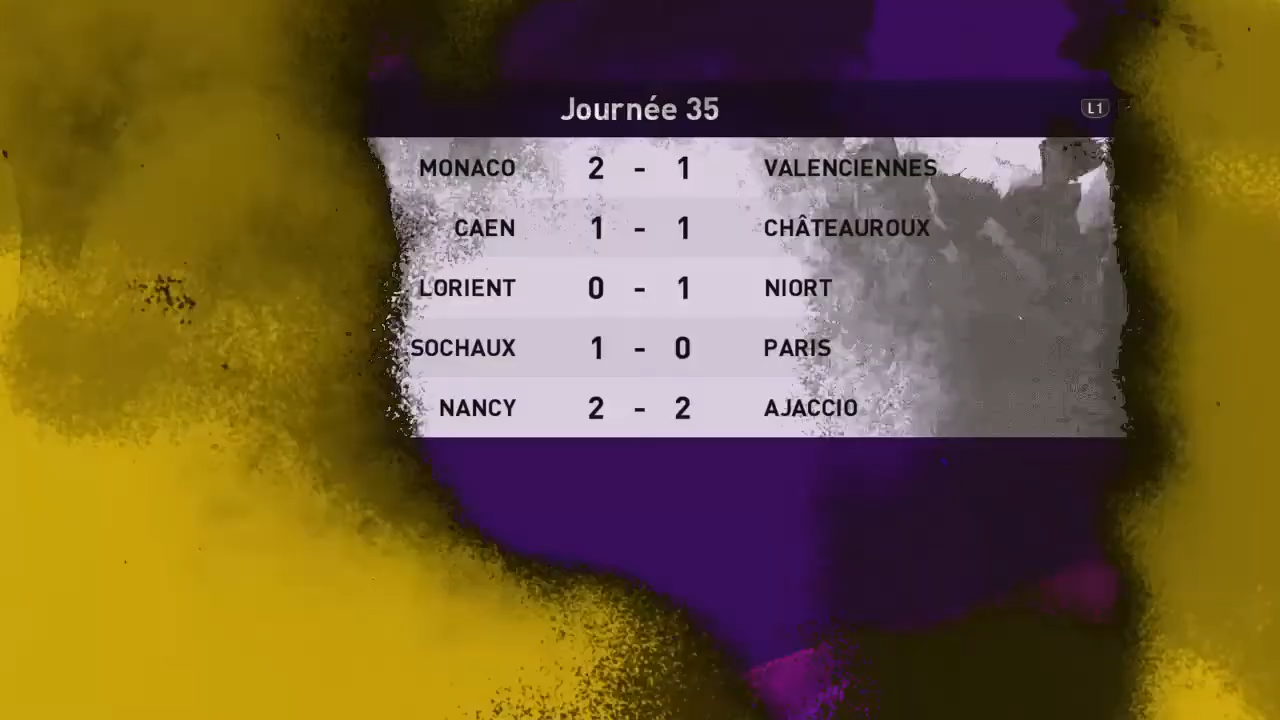 Journée 35
L1
MONACO 2 - 1 VALENCIENNES
CAEN 1 - 1 CHÂTEAUROUX
LORIENT 0 - 1 NIORT
SOCHAUX 1 - 0 PARIS
NANCY 2 - 2 AJACCIO